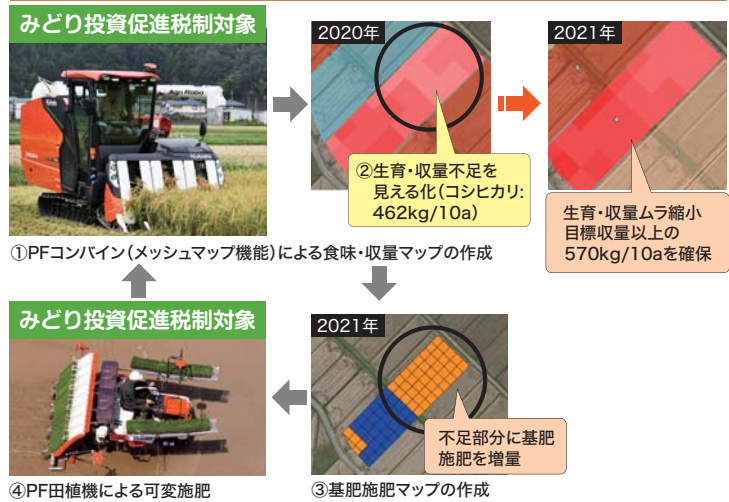 みどり投資促進税制対象
Agri Robo
2020年
2021年
②生育・収量不足を
見える化（コシヒカリ:
462kg/10a）
生育・収量ムラ縮小
目標収量以上の
570kg/10aを確保
①PFコンバイン（メッシュマップ機能）による食味・収量マップの作成
みどり投資促進税制対象
2021年
不足部分に基肥
施肥を増量
④PF田植機による可変施肥
③基肥施肥マップの作成